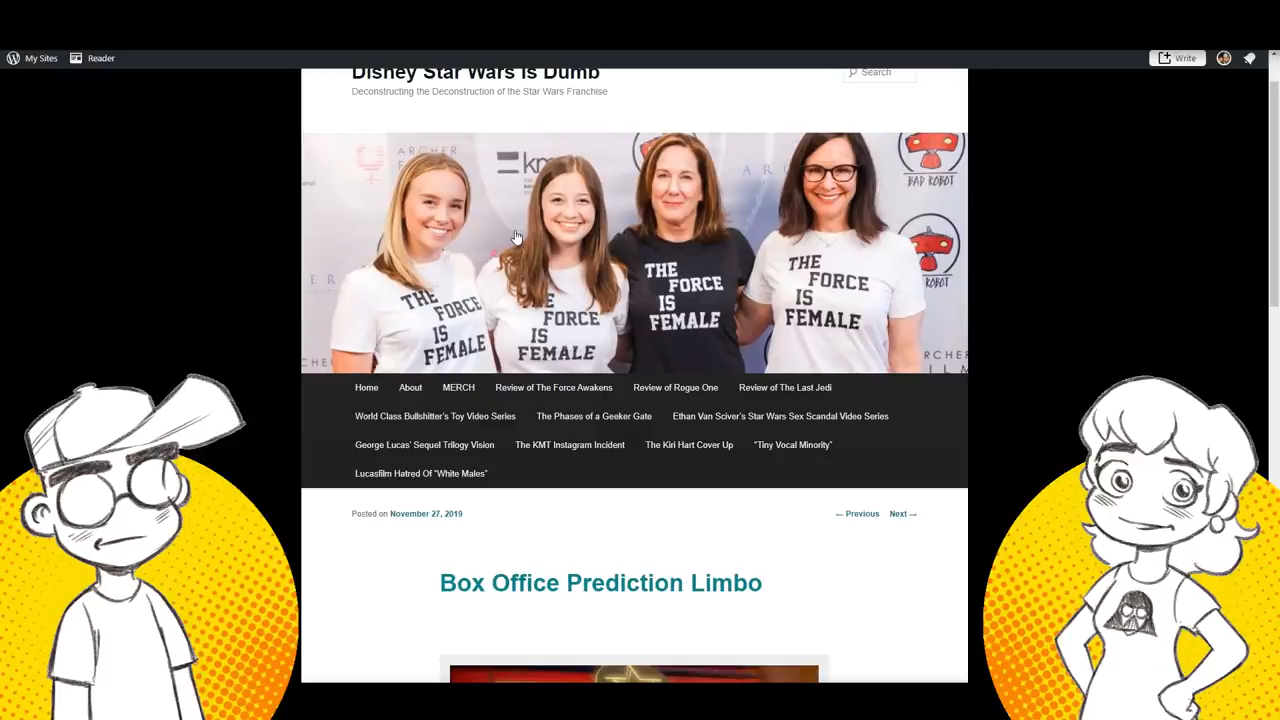 My Sites
Reader
Write
Disney Star Wars Is Dumb
Search
Deconstructing the Deconstruction of the Star Wars Franchise
ARCHER
km
BAD ROBOT
THE FORCE IS FEMALE
THE FORCE IS FEMALE
THE FORCE IS FEMALE
THE FORCE IS FEMALE
Home About MERCH Review of The Force Awakens Review of Rogue One Review of The Last Jedi
World Class Bullshitter's Toy Video Series The Phases of a Geeker Gate Ethan Van Sciver's Star Wars Sex Scandal Video Series
George Lucas' Sequel Trilogy Vision The KMT Instagram Incident The Kiri Hart Cover Up “Tiny Vocal Minority”
Lucasfilm Hatred Of “White Males”
Posted on November 27, 2019
← Previous Next →
Box Office Prediction Limbo